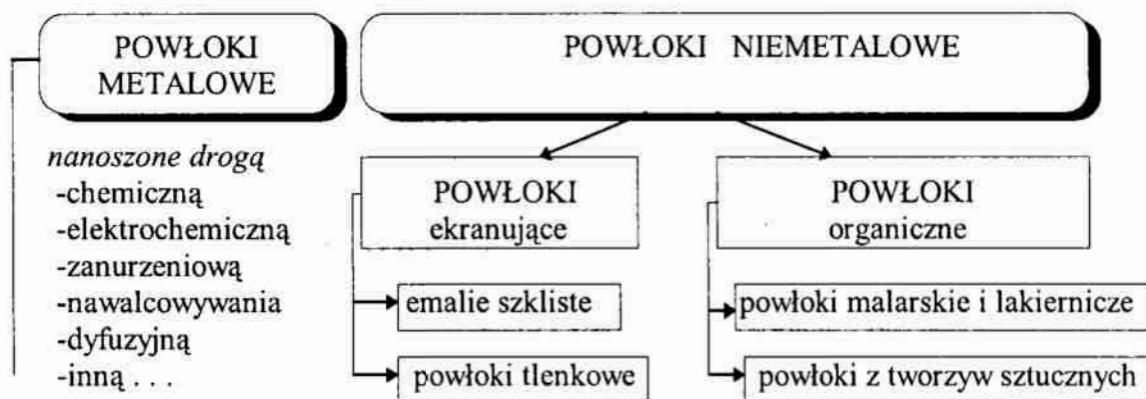 POWŁOKI
METALOWE
nanoszone drogą
-chemiczną
-elektrochemiczną
-zanurzeniową
-nawalcowywania
-dyfuzyjną
-inną . . .
POWŁOKI NIEMETALOWE
POWŁOKI
ekranujące
emalie szkliste
powłoki tlenkowe
POWŁOKI
organiczne
powłoki malarskie i lakiernicze
powłoki z tworzyw sztucznych